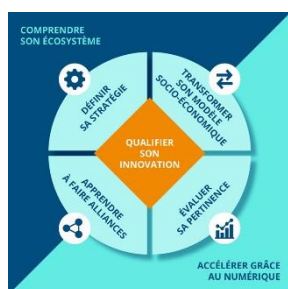 COMPRENDRE
SON ÉCOSYSTÈME
DÉFINIR
SA STRATÉGIE
TRANSFORMER
SON MODÈLE
SOCIO-ÉCONOMIQUE
QUALIFIER
SON
INNOVATION
APPRENDRE
À FAIRE ALLIANCES
ÉVALUER
SA PERTINENCE
ACCÉLÉRER GRÂCE
AU NUMÉRIQUE